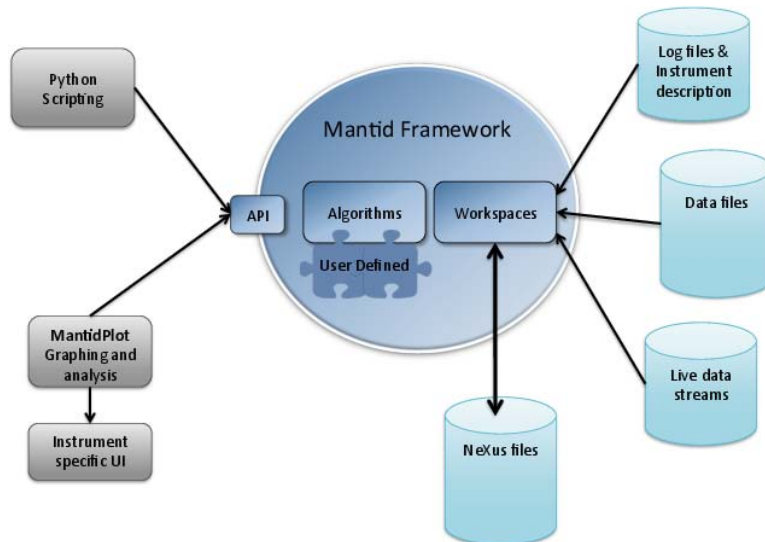 Python
Scripting
Mantid Framework
API
Algorithms
Workspaces
User Defined
Log files &
Instrument
description
Data files
Live data
streams
MantidPlot
Graphing and
analysis
Instrument
specific UI
NeXus files